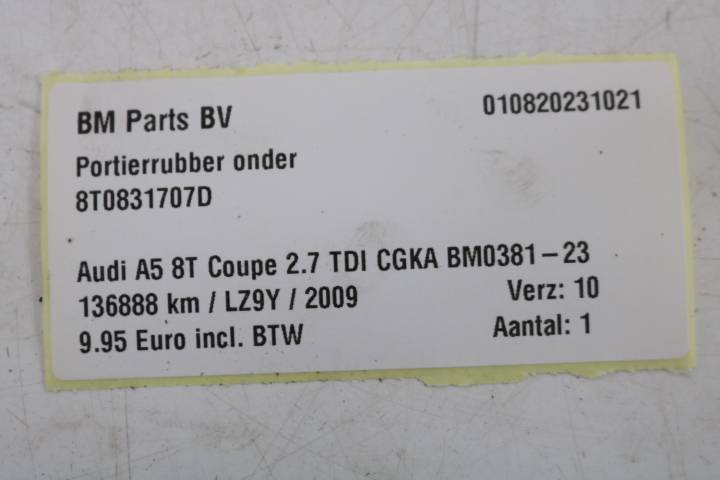 BM Parts BV 010820231021
Portierrubber onder
8T0831707D
Audi A5 8T Coupe 2.7 TDI CGKA BM0381-23
136888 km / LZ9Y / 2009 Verz: 10
9.95 Euro incl. BTW Aantal: 1